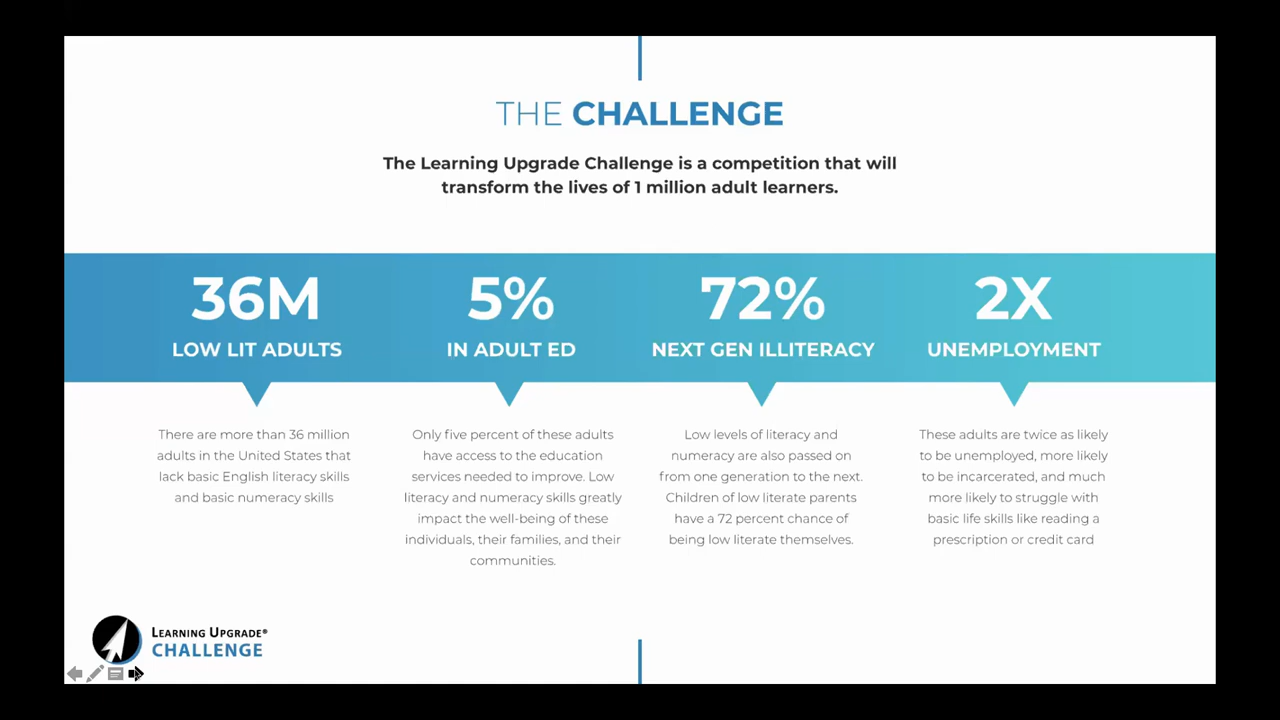 THE CHALLENGE
The Learning Upgrade Challenge is a competition that will
transform the lives of 1 million adult learners.
36M
LOW LIT ADULTS
5%
IN ADULT ED
72%
NEXT GEN ILLITERACY
2X
UNEMPLOYMENT
There are more than 36 million
adults in the United States that
lack basic English literacy skills
and basic numeracy skills
Only five percent of these adults
have access to the education
services needed to improve. Low
literacy and numeracy skills greatly
impact the well-being of these
individuals, their families, and their
communities.
Low levels of literacy and
numeracy are also passed on
from one generation to the next.
Children of low literate parents
have a 72 percent chance of
being low literate themselves.
These adults are twice as likely
to be unemployed, more likely
to be incarcerated, and much
more likely to struggle with
basic life skills like reading a
prescription or credit card
LEARNING UPGRADE®
CHALLENGE